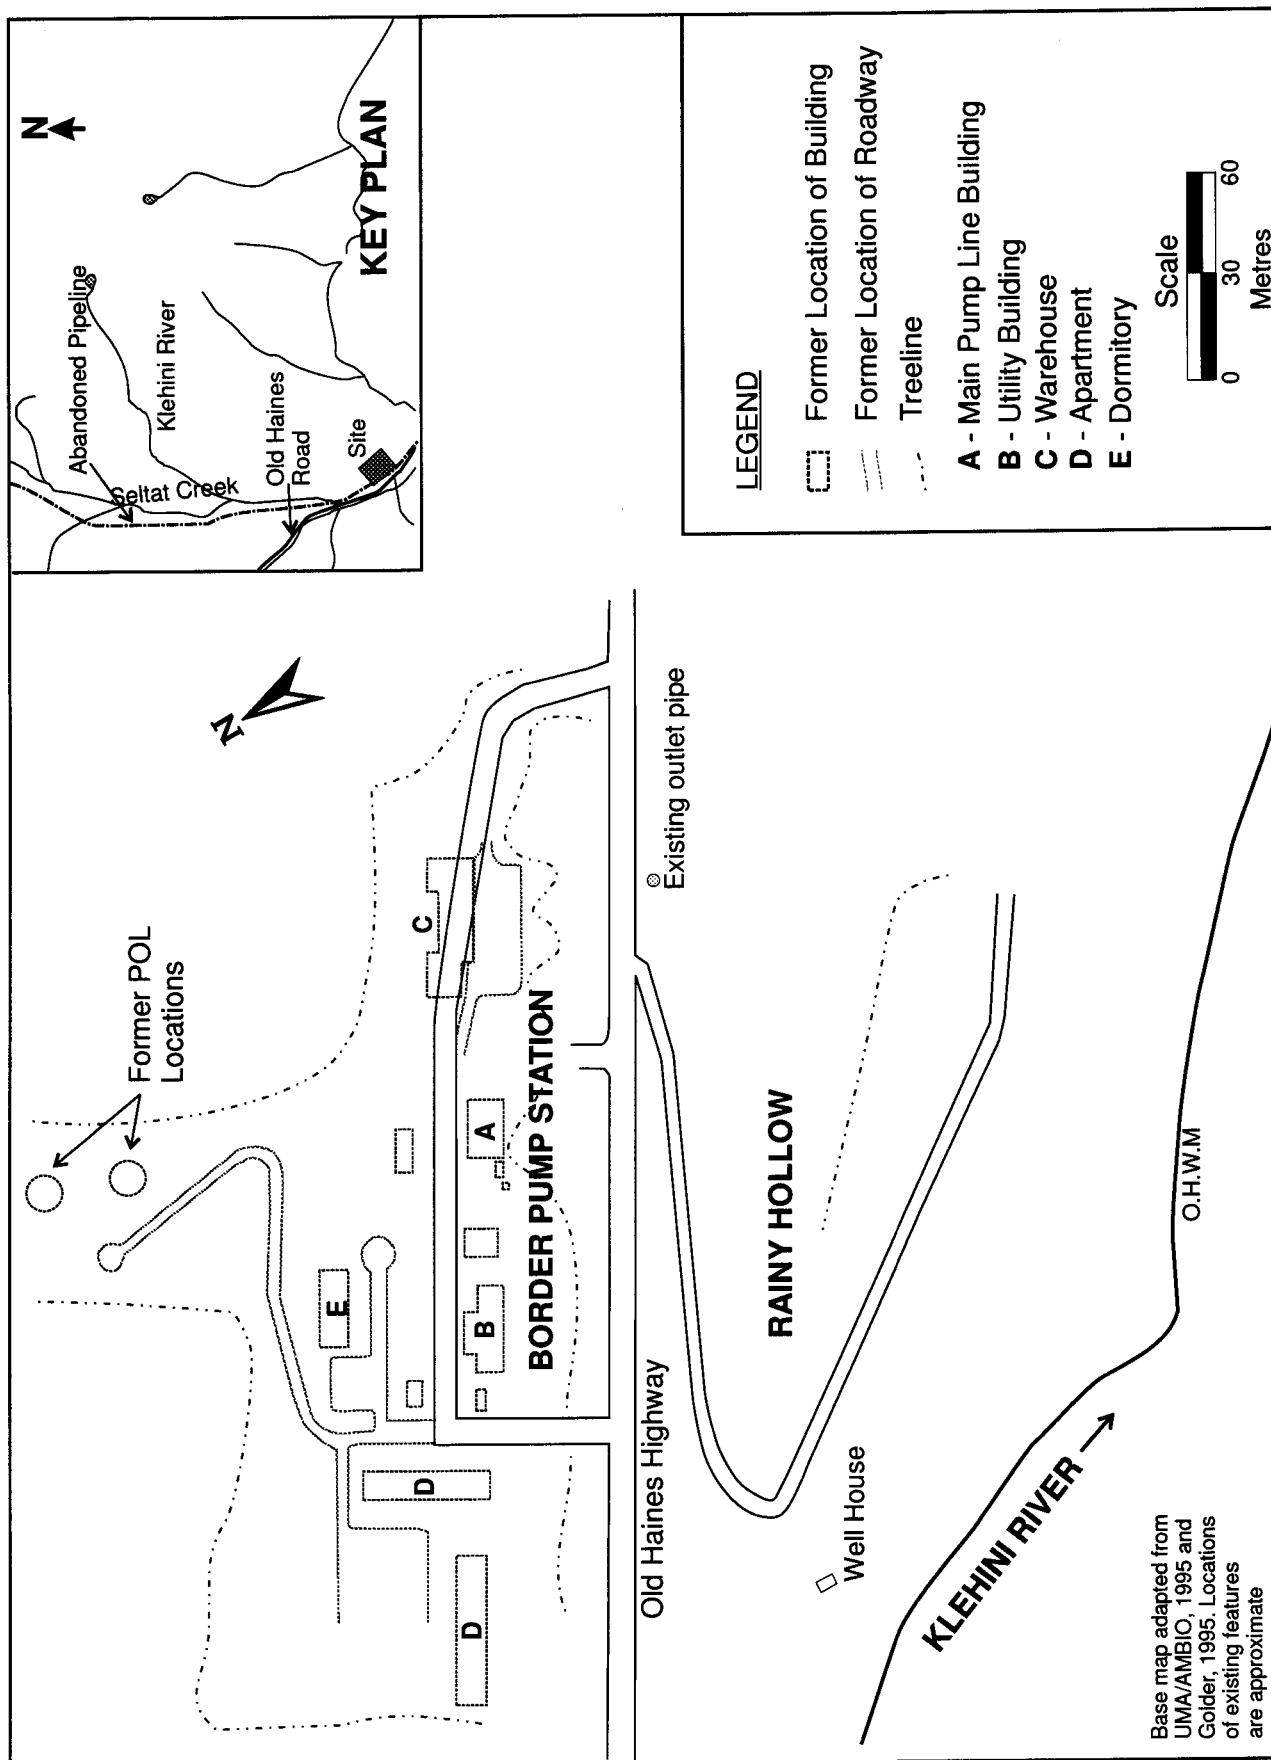 N
KEY PLAN
Abandoned Pipeline
Klehini River
Seltat Creek
Old Haines
Road
Site
N
Former POL
Locations
C
A
E
B
D
D
BORDER PUMP STATION
Existing outlet pipe
Old Haines Highway
RAINY HOLLOW
Well House
KLEHINI RIVER
O.H.W.M
Base map adapted from
UMA/AMBIO, 1995 and
Golder, 1995. Locations
of existing features
are approximate
LEGEND
Former Location of Building
Former Location of Roadway
Treeline
A - Main Pump Line Building
B - Utility Building
C - Warehouse
D - Apartment
E - Dormitory
Scale
0 30 60
Metres